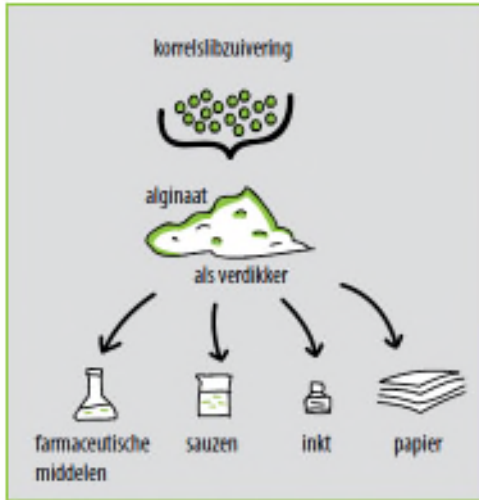 korrelslibzuivering
alginaat
als verdikker
farmaceutische
middelen
sauzen
inkt
papier